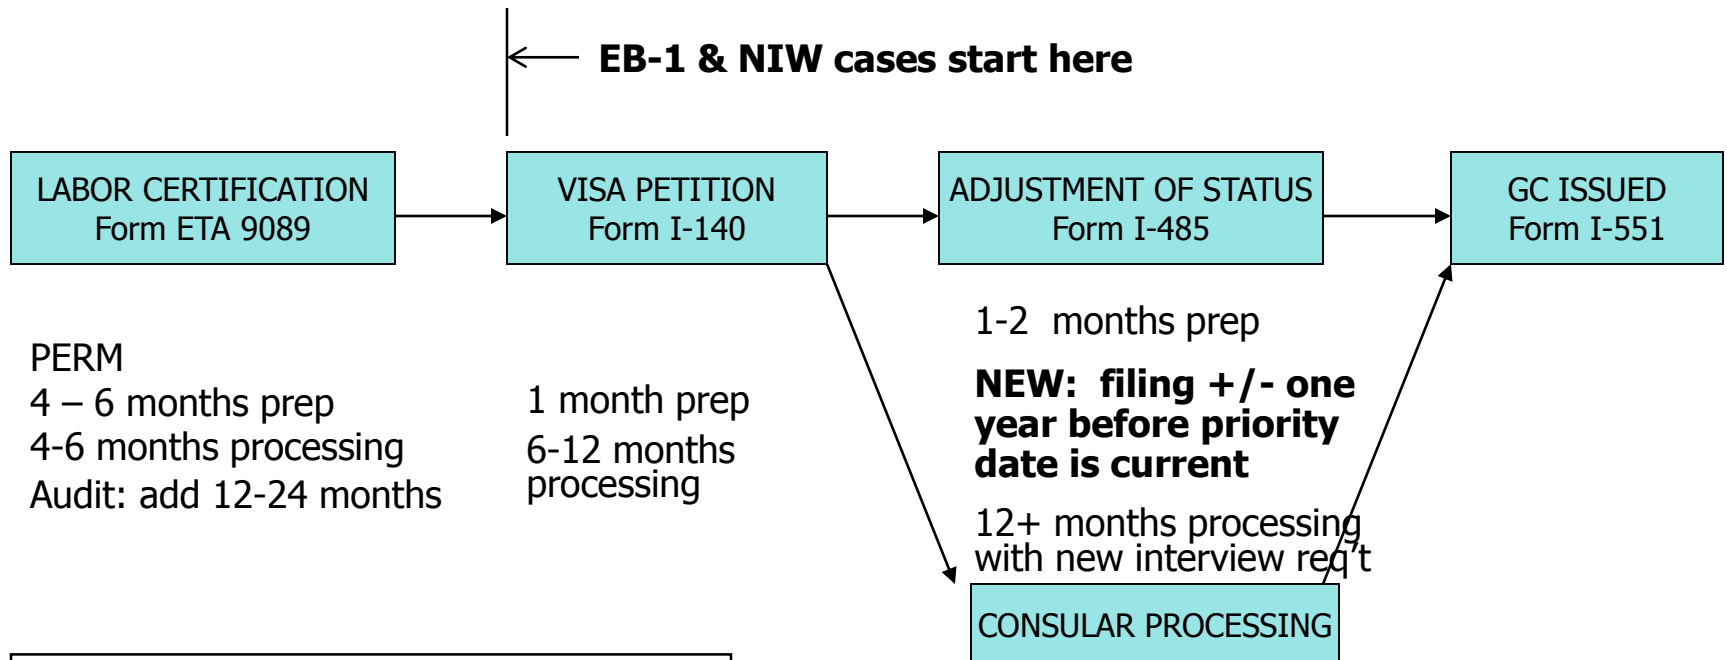 EB-1 & NIW cases start here
LABOR CERTIFICATION
Form ETA 9089
VISA PETITION
Form I-140
ADJUSTMENT OF STATUS
Form I-485
GC ISSUED
Form I-551
PERM
4 – 6 months prep
4-6 months processing
Audit: add 12-24 months
1 month prep
6-12 months
processing
1-2 months prep
NEW: filing +/- one
year before priority
date is current
12+ months processing
with new interview req’t
CONSULAR PROCESSING